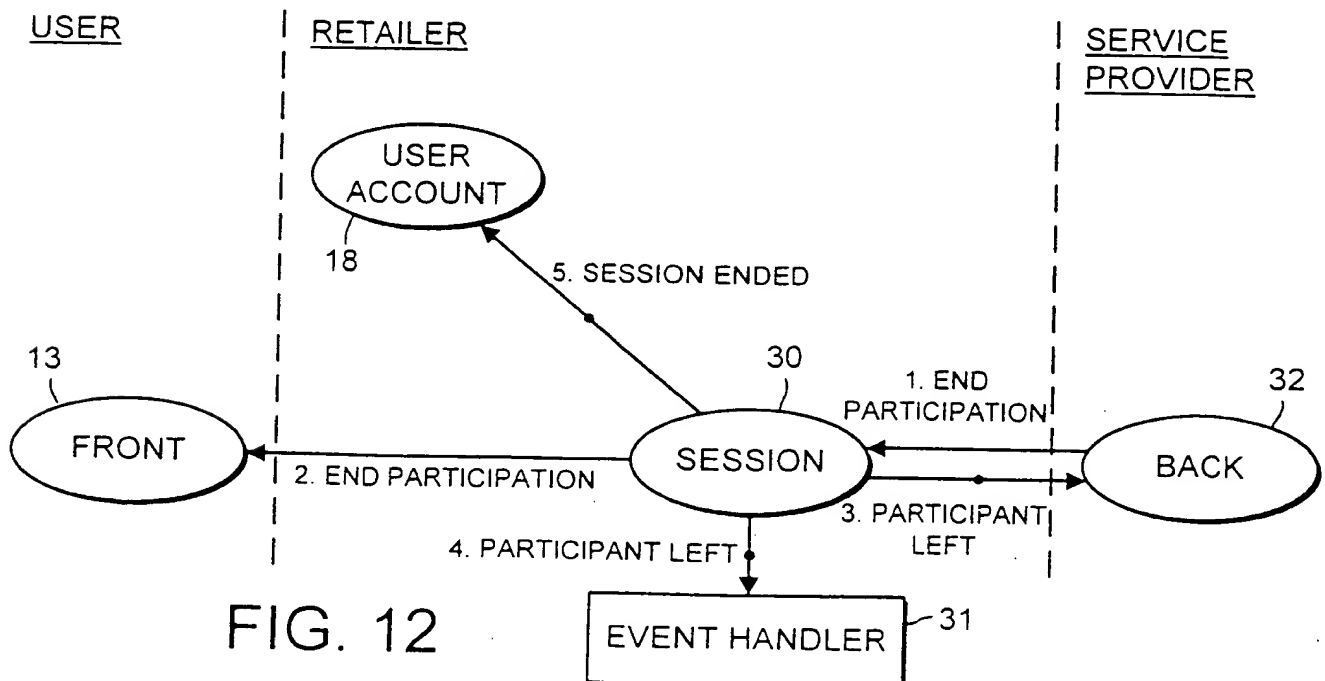 USER
RETAILER
SERVICE
PROVIDER
USER
ACCOUNT
18
5. SESSION ENDED
13
30
1. END
PARTICIPATION
32
FRONT
2. END PARTICIPATION
SESSION
BACK
3. PARTICIPANT
LEFT
4. PARTICIPANT LEFT
FIG. 12
EVENT HANDLER
31